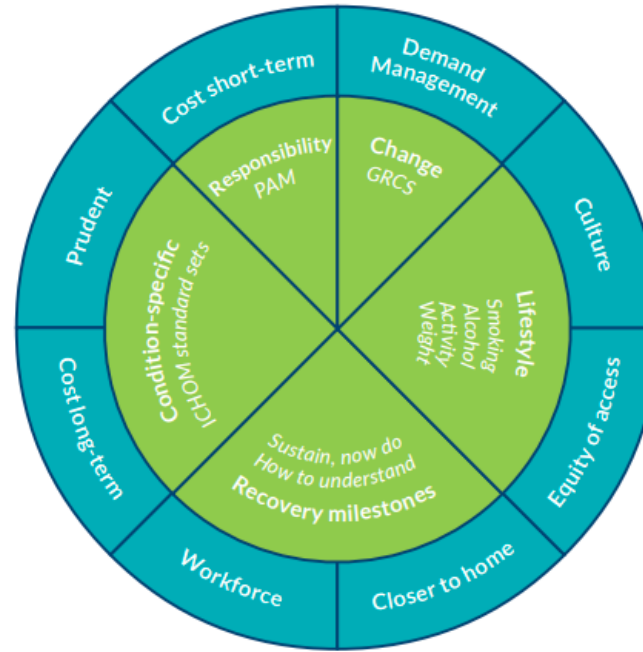 Cost short-term
Demand
Management
Culture
Equity of access
Closer to home
Workforce
Cost long-term
Prudent
Responsibility
PAM
Change
GRCS
Lifestyle
Smoking
Alcohol
Activity
Weight
Sustain, now do
How to understand
Recovery milestones
Condition-specific
ICHOM standard sets